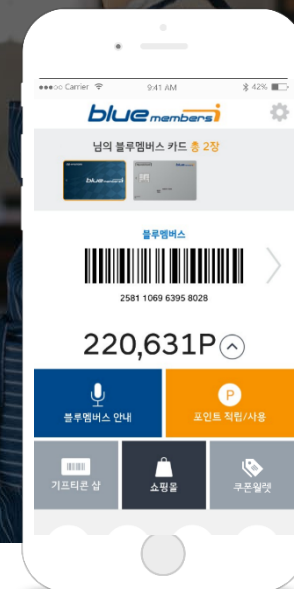 Carrier
9:41 AM
42%
blue members
님의 블루멤버스 카드 총 2장
blue members
블루멤버스
2581 1069 6395 8028
220,631P
블루멤버스 안내
P
포인트 적립/사용
기프티콘 샵
쇼핑몰
쿠폰월렛